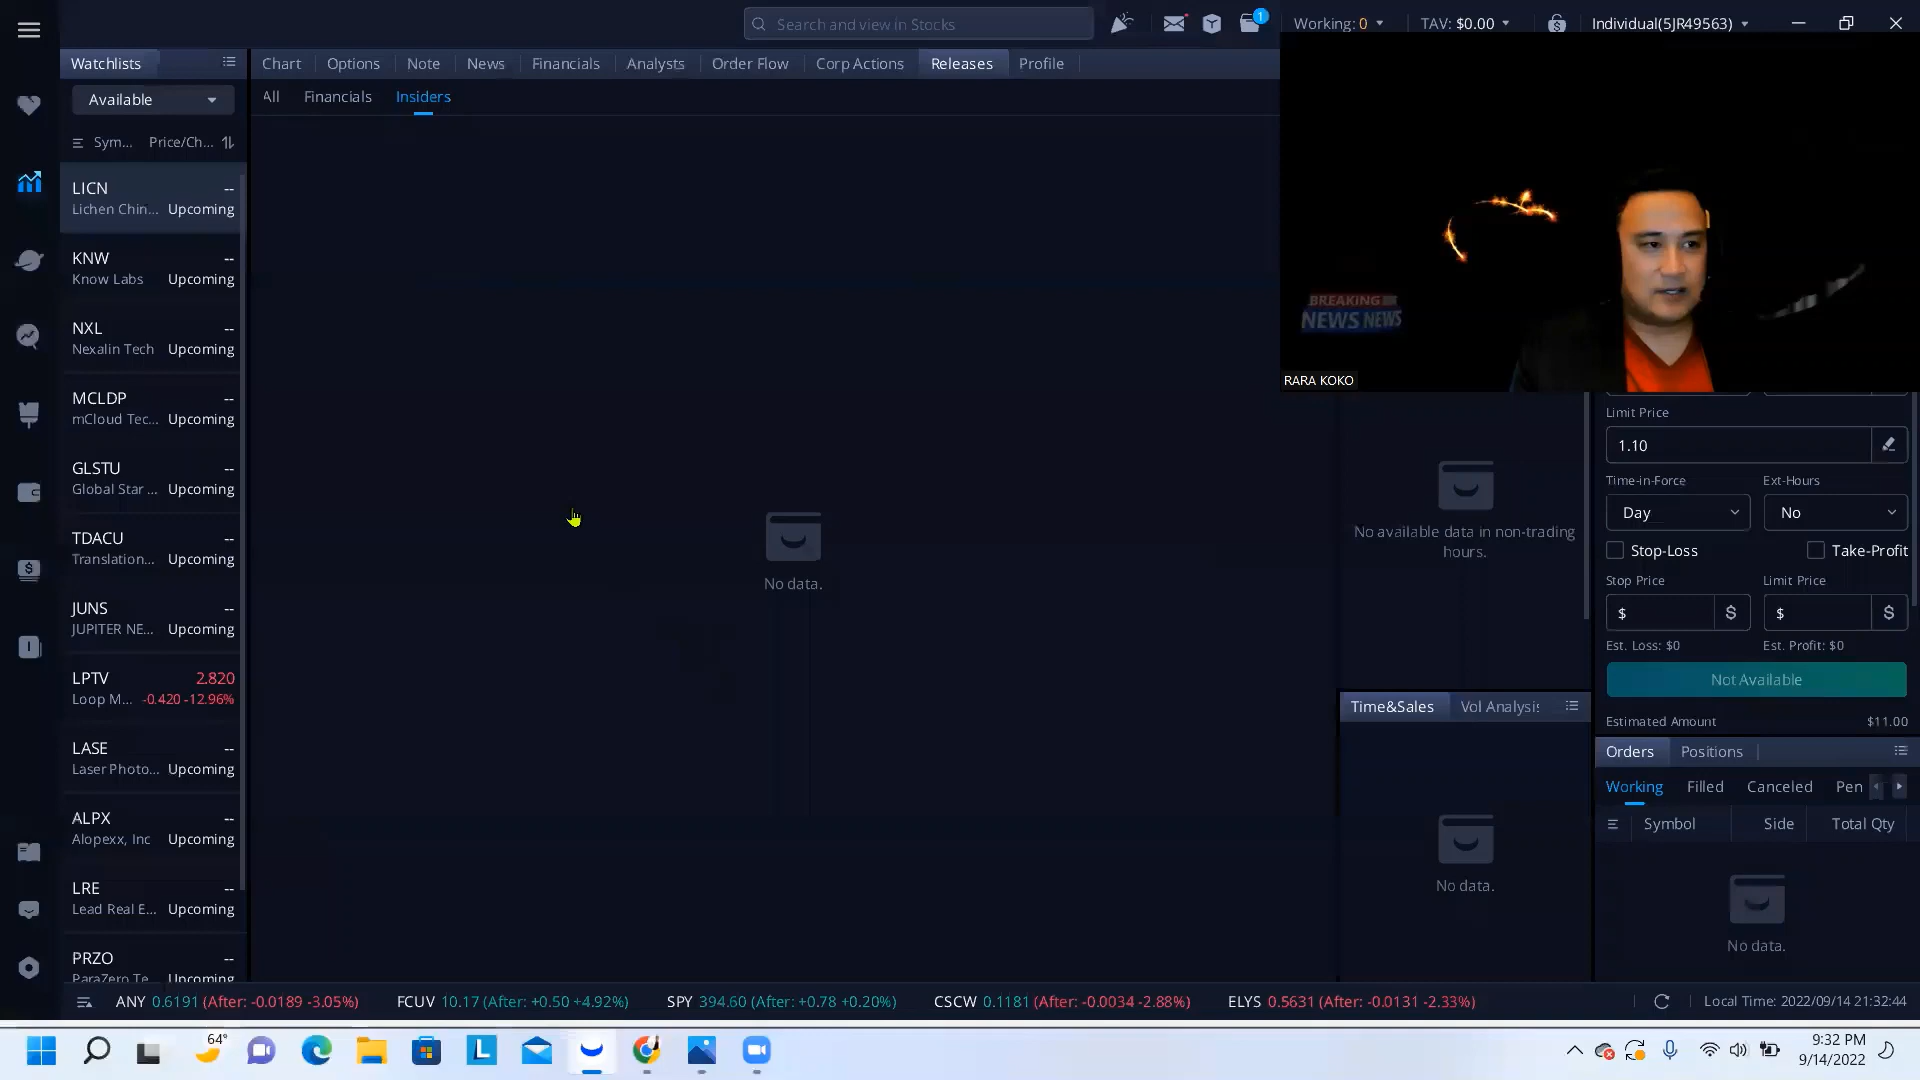 Search and view in Stocks
1
Working: 0
TAV: $0.00
Individual(5JR49563)
Watchlists
Chart
Options
Note
News
Financials
Analysts
Order Flow
Corp Actions
Releases
Profile
Available
All
Financials
Insiders
Sym...
Price/Ch...
LICN --
Lichen Chin... Upcoming
KNW --
Know Labs Upcoming
NXL --
Nexalin Tech Upcoming
MCLDP --
mCloud Tec... Upcoming
GLSTU --
Global Star ... Upcoming
TDACU --
Translation... Upcoming
JUNS --
JUPITER NE... Upcoming
LPTV 2.820
Loop M... -0.420 -12.96%
LASE --
Laser Photo... Upcoming
ALPX --
Alopexx, Inc Upcoming
LRE --
Lead Real E... Upcoming
PRZO --
ParaZero Te... Upcoming
No data.
BREAKING
NEWS NEWS
RARA KOKO
No available data in non-trading
hours.
Time&Sales
Vol Analysis
No data.
Limit Price
1.10
Time-in-Force
Ext-Hours
Day
No
Stop-Loss
Take-Profit
Stop Price
Limit Price
$ $
$ $
Est. Loss: $0
Est. Profit: $0
Not Available
Estimated Amount $11.00
Orders
Positions
Working
Filled
Canceled
Pen
Symbol
Side
Total Qty
No data.
ANY 0.6191 (After: -0.0189 -3.05%)
FCUV 10.17 (After: +0.50 +4.92%)
SPY 394.60 (After: +0.78 +0.20%)
CSCW 0.1181 (After: -0.0034 -2.88%)
ELYS 0.5631 (After: -0.0131 -2.33%)
Local Time: 2022/09/14 21:32:44
64°
L
9:32 PM
9/14/2022